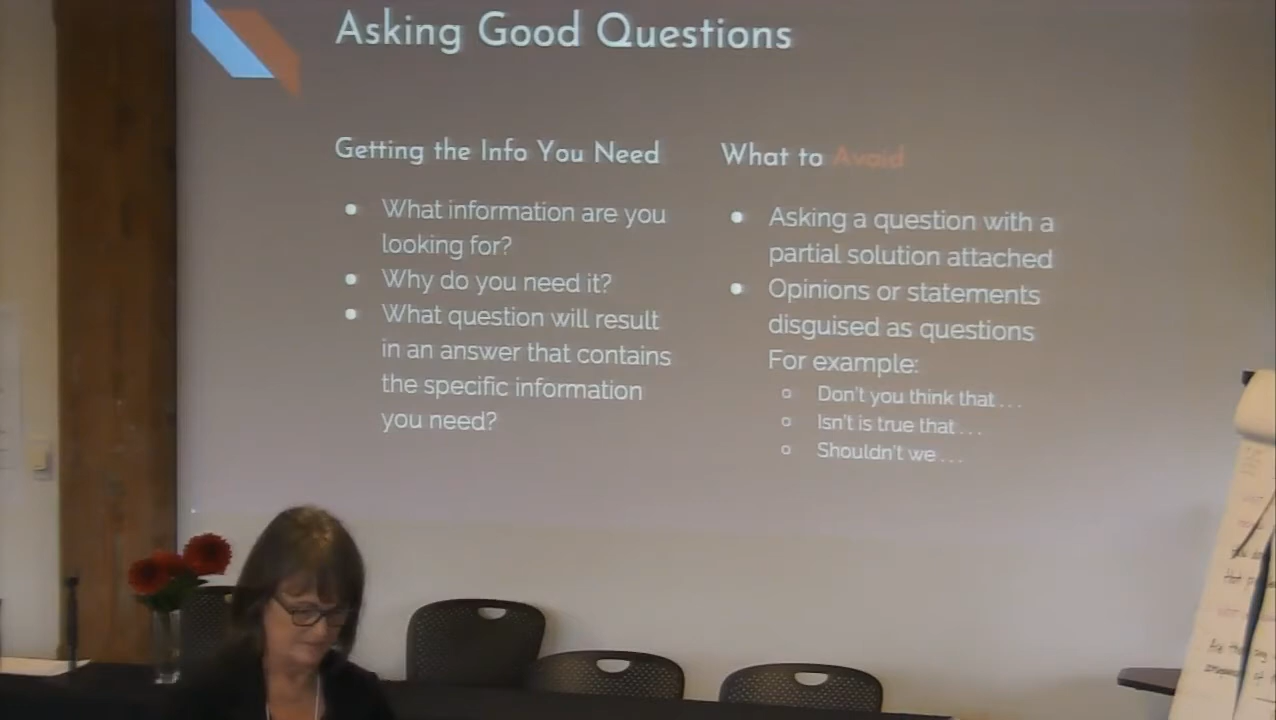 Asking Good Questions
Getting the Info You Need
● What information are you
looking for?
● Why do you need it?
● What question will result
in an answer that contains
the specific information
you need?
What to Avoid
● Asking a question with a
partial solution attached
● Opinions or statements
disguised as questions
For example:
○ Don't you think that . . .
○ Isn't is true that . . .
○ Shouldn't we . . .